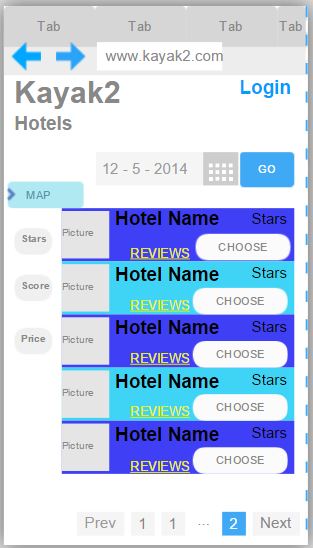 Tab Tab Tab Tab
www.kayak2.com
Kayak2 Login
Hotels
12 - 5 - 2014 GO
MAP
Hotel Name Stars
Stars Picture
REVIEWS CHOOSE
Hotel Name Stars
Score Picture
REVIEWS CHOOSE
Hotel Name Stars
Price Picture
REVIEWS CHOOSE
Hotel Name Stars
Picture
REVIEWS CHOOSE
Hotel Name Stars
Picture
REVIEWS CHOOSE
Prev 1 1 ... 2 Next